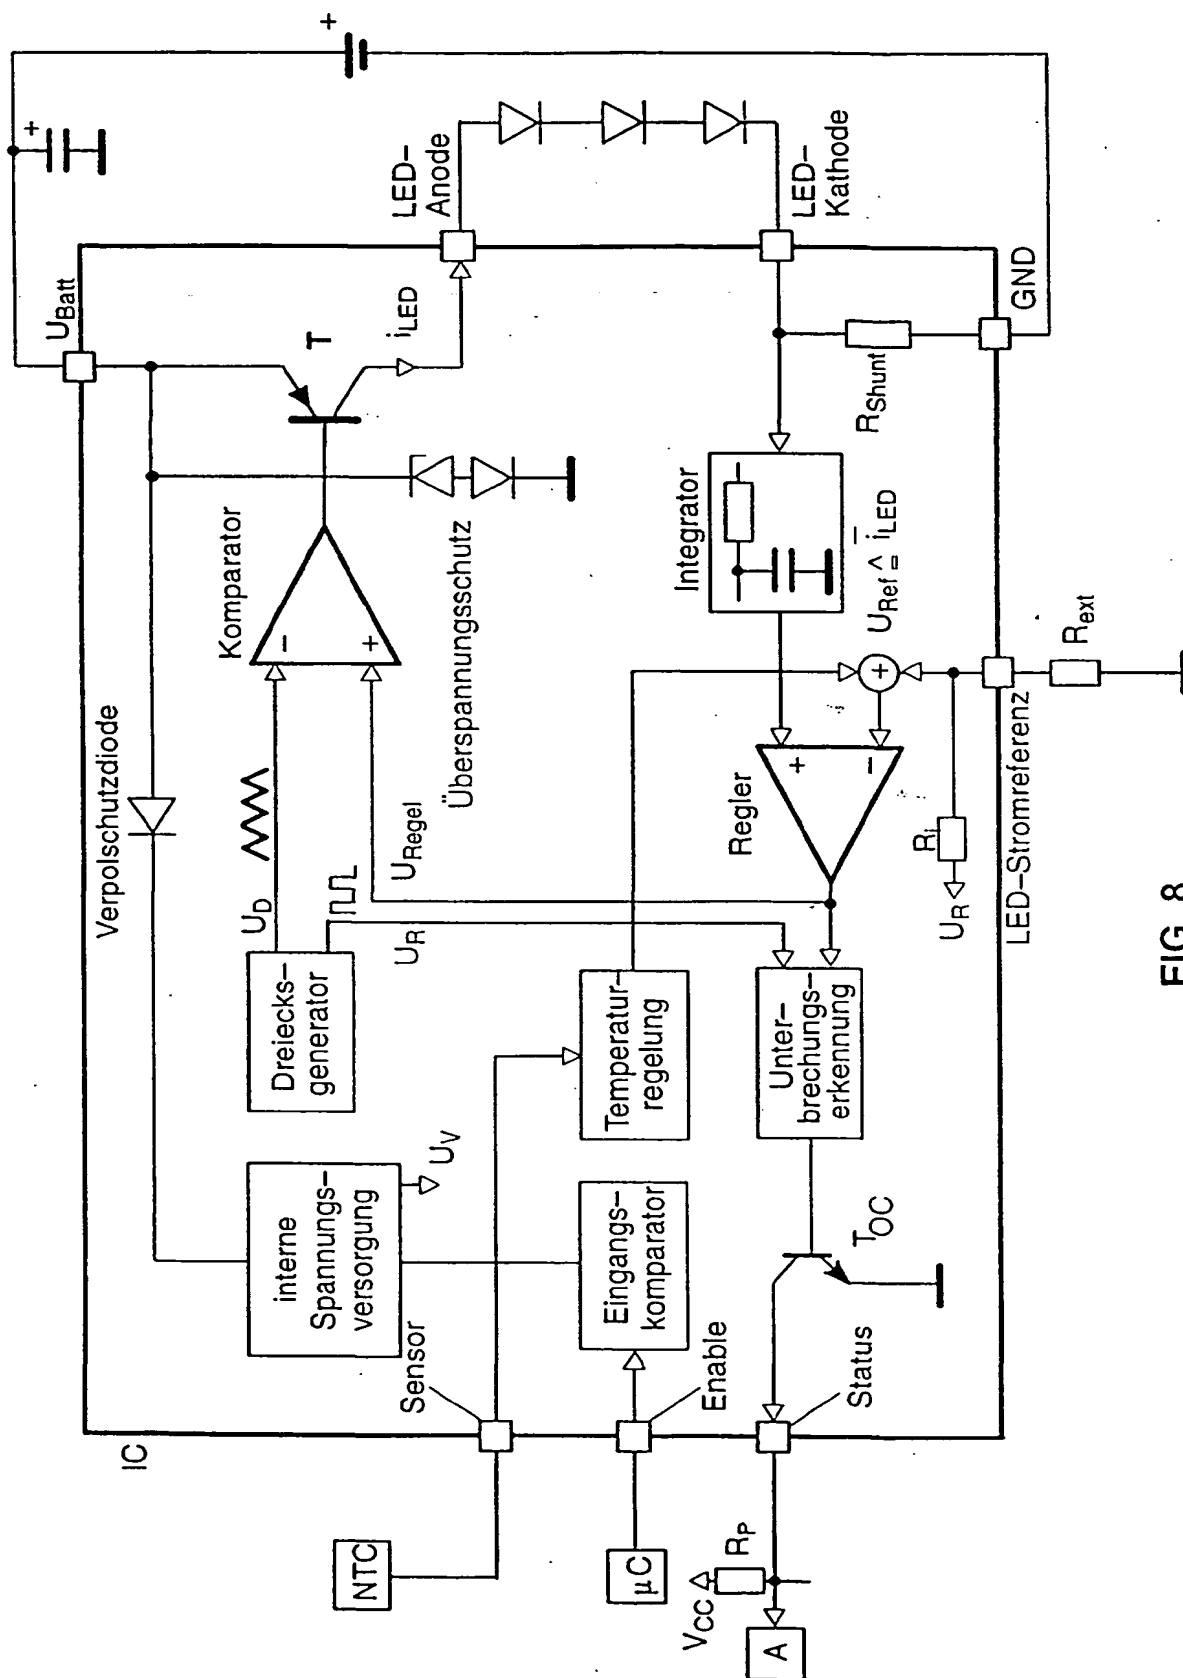 IC
Verpolschutzdiode
U_Batt
+
+
T
i_LED
LED–
Anode
LED–
Kathode
Komparator
–
+
Überspannungsschutz
U_D
U_R
U_Regel
Dreiecks–
generator
interne
Spannungs–
versorgung
U_V
Temperatur–
regelung
Eingangs–
komparator
Unter–
brechungs–
erkennung
T_OC
Sensor
Enable
Status
NTC
µC
V_CC
R_P
A
Integrator
Regler
+
–
+
U_Ref ≙ i̅_LED
R_Shunt
GND
R_i
U_R
LED–Stromreferenz
R_ext
FIG. 8